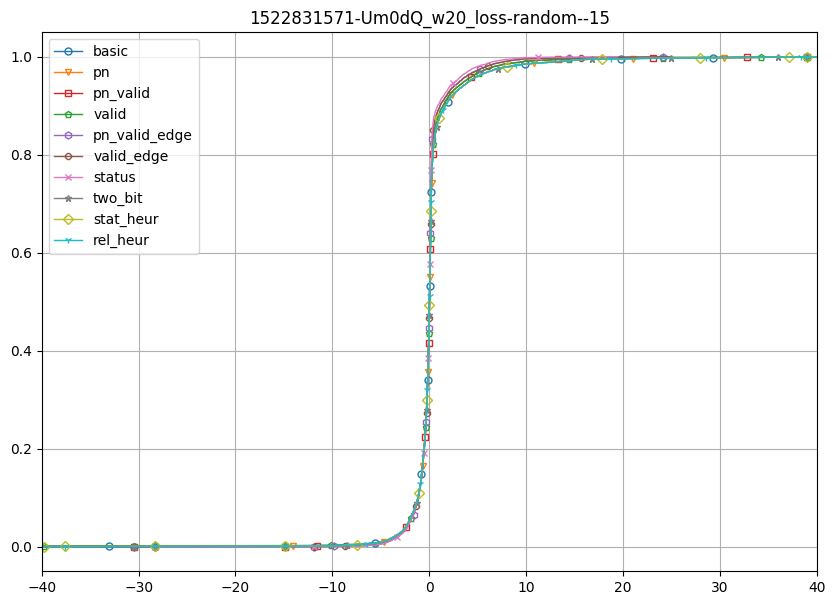 1522831571-Um0dQ_w20_loss-random--15
basic
pn
pn_valid
valid
pn_valid_edge
valid_edge
status
two_bit
stat_heur
rel_heur
1.0
0.8
0.6
0.4
0.2
0.0
−40 −30 −20 −10 0 10 20 30 40